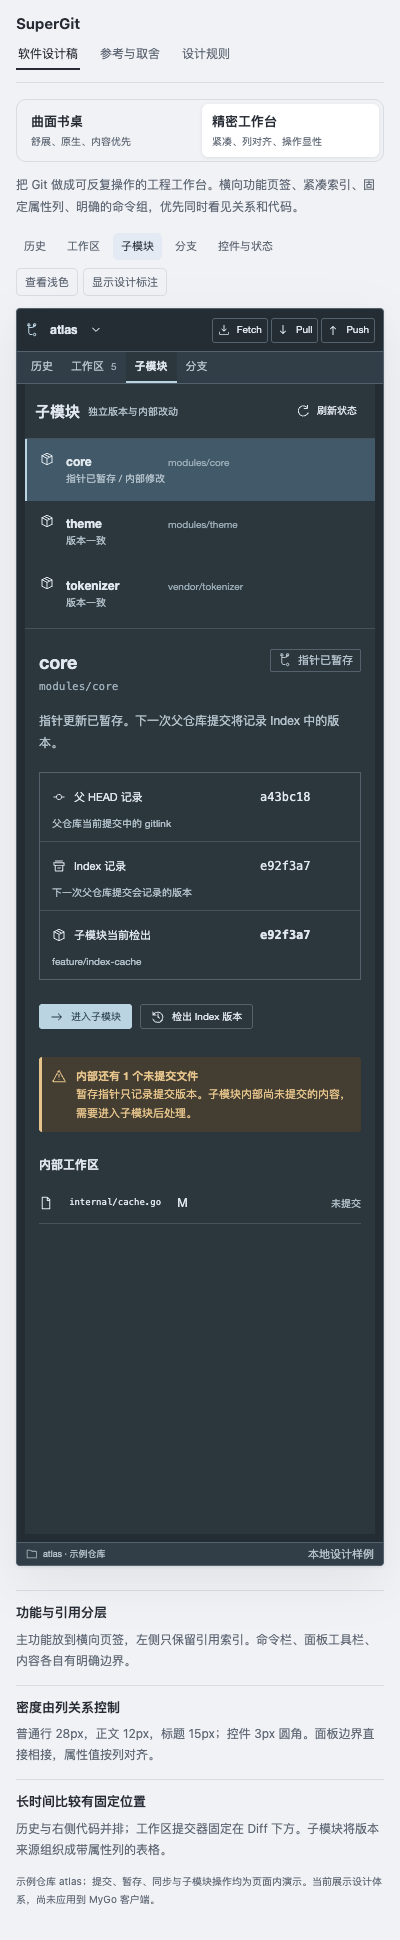 SuperGit
软件设计稿 参考与取舍 设计规则
曲面书桌 精密工作台
舒展、原生、内容优先 紧凑、列对齐、操作显性
把 Git 做成可反复操作的工程工作台。横向功能页签、紧凑索引、固
定属性列、明确的命令组，优先同时看见关系和代码。
历史 工作区 子模块 分支 控件与状态
查看浅色 显示设计标注
atlas Fetch Pull Push
历史 工作区 5 子模块 分支
子模块 独立版本与内部改动 刷新状态
core modules/core
指针已暂存 / 内部修改
theme modules/theme
版本一致
tokenizer vendor/tokenizer
版本一致
core 指针已暂存
modules/core
指针更新已暂存。下一次父仓库提交将记录 Index 中的版
本。
父 HEAD 记录 a43bc18
父仓库当前提交中的 gitlink
Index 记录 e92f3a7
下一次父仓库提交会记录的版本
子模块当前检出 e92f3a7
feature/index-cache
进入子模块 检出 Index 版本
内部还有 1 个未提交文件
暂存指针只记录提交版本。子模块内部尚未提交的内容，
需要进入子模块后处理。
内部工作区
internal/cache.go M 未提交
atlas · 示例仓库 本地设计样例
功能与引用分层
主功能放到横向页签，左侧只保留引用索引。命令栏、面板工具栏、
内容各自有明确边界。
密度由列关系控制
普通行 28px，正文 12px，标题 15px；控件 3px 圆角。面板边界直
接相接，属性值按列对齐。
长时间比较有固定位置
历史与右侧代码并排；工作区提交器固定在 Diff 下方。子模块将版本
来源组织成带属性列的表格。
示例仓库 atlas；提交、暂存、同步与子模块操作均为页面内演示。当前展示设计体
系，尚未应用到 MyGo 客户端。